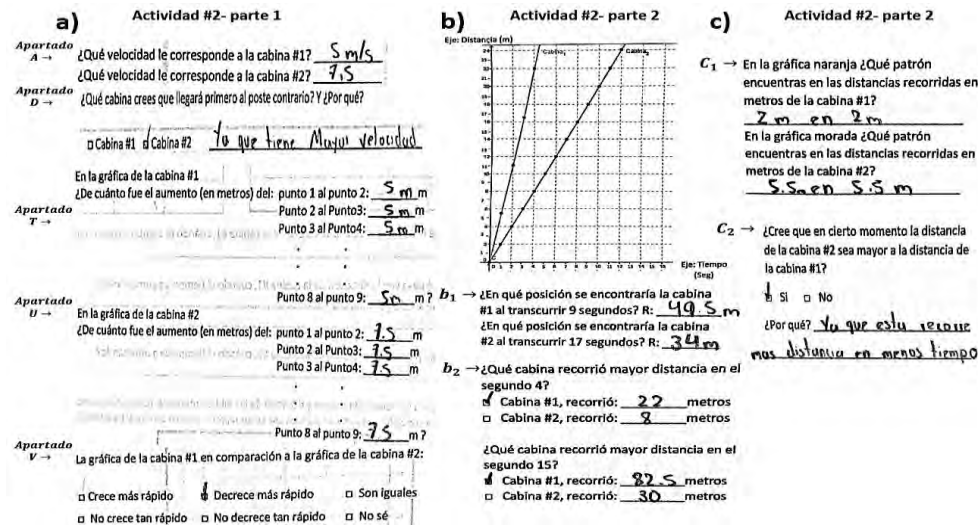 a)
Actividad #2- parte 1
Apartado
A →
¿Qué velocidad le corresponde a la cabina #1? 5 m/s
¿Qué velocidad le corresponde a la cabina #2? 7,5
Apartado
D →
¿Qué cabina crees que llegará primero al poste contrario? Y ¿Por qué?
□ Cabina #1 ☑ Cabina #2 Ya que tiene Mayor velocidad
En la gráfica de la cabina #1
¿De cuánto fue el aumento (en metros) del: punto 1 al punto 2: 5 m m
Apartado
T →
Punto 2 al Punto3: 5 m m
Punto 3 al Punto4: 5 m m
Punto 8 al punto 9: 5m m ?
Apartado
U →
En la gráfica de la cabina #2
¿De cuánto fue el aumento (en metros) del: punto 1 al punto 2: 7.5 m
Punto 2 al Punto3: 7.5 m
Punto 3 al Punto4: 7.5 m
Punto 8 al punto 9: 7.5 m ?
Apartado
V →
La gráfica de la cabina #1 en comparación a la gráfica de la cabina #2:
□ Crece más rápido ☑ Decrece más rápido □ Son iguales
□ No crece tan rápido □ No decrece tan rápido □ No sé
b)
Actividad #2- parte 2
Eje: Distancia (m)
Cabina₁
Cabina₂
Eje: Tiempo
(Seg)
b₁ → ¿En qué posición se encontraría la cabina
#1 al transcurrir 9 segundos? R: 49.5 m
¿En qué posición se encontraría la cabina
#2 al transcurrir 17 segundos? R: 34m
b₂ → ¿Qué cabina recorrió mayor distancia en el
segundo 4?
☑ Cabina #1, recorrió: 22 metros
□ Cabina #2, recorrió: 8 metros
¿Qué cabina recorrió mayor distancia en el
segundo 15?
☑ Cabina #1, recorrió: 82.5 metros
□ Cabina #2, recorrió: 30 metros
c)
Actividad #2- parte 2
C₁ → En la gráfica naranja ¿Qué patrón
encuentras en las distancias recorridas en
metros de la cabina #1?
2m en 2m
En la gráfica morada ¿Qué patrón
encuentras en las distancias recorridas en
metros de la cabina #2?
5.5m en 5.5 m
C₂ → ¿Cree que en cierto momento la distancia
de la cabina #2 sea mayor a la distancia de
la cabina #1?
☑ Si □ No
¿Por qué? Ya que esta recorre
mas distancia en menos tiempo